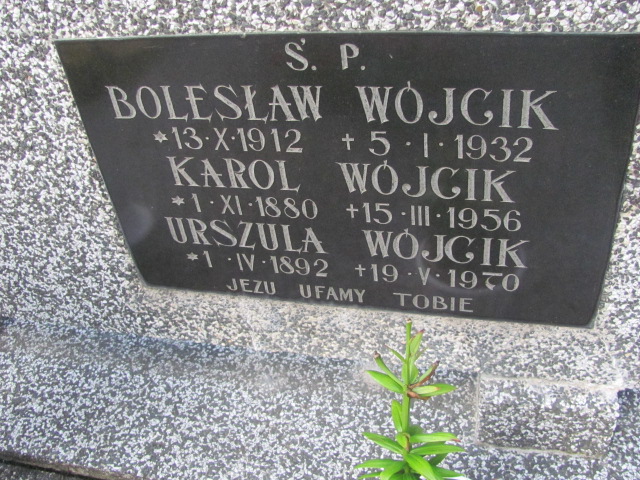 Ś. P.
BOLESŁAW WÓJCIK
*13·X·1912 +5·I·1932
KAROL WÓJCIK
*1·XI·1880 +15·III·1956
URSZULA WÓJCIK
*1·IV·1892 +19·V·1970
JEZU UFAMY TOBIE